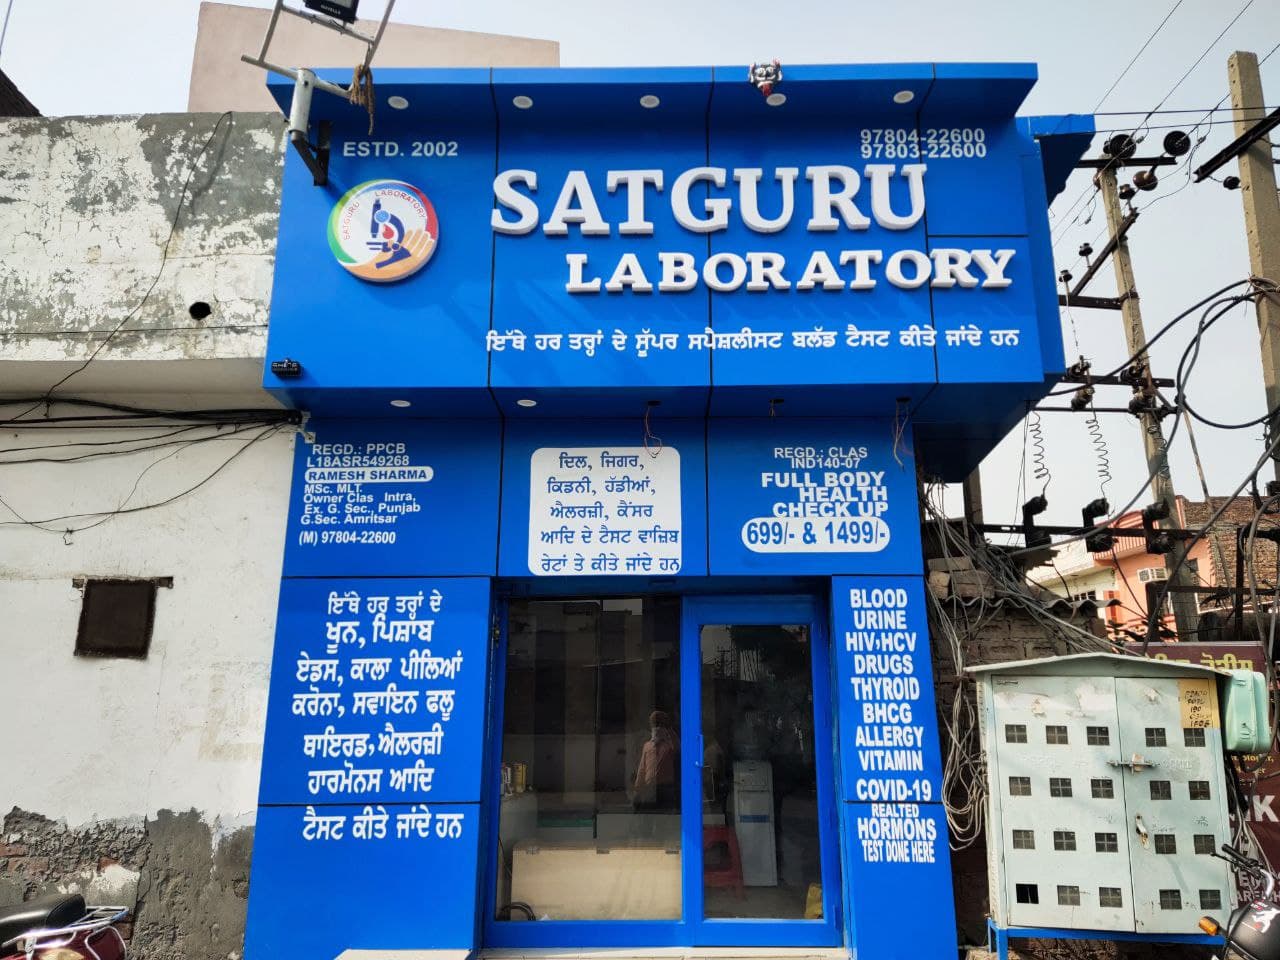 ESTD. 2002
97804-22600
97803-22600
SATGURU LABORATORY
SATGURU
LABORATORY
ਇੱਥੇ ਹਰ ਤਰ੍ਹਾਂ ਦੇ ਸੂੱਪਰ ਸਪੈਸ਼ਲੀਸਟ ਬਲੱਡ ਟੈਸਟ ਕੀਤੇ ਜਾਂਦੇ ਹਨ
REGD.: PPCB
L18ASR549268
RAMESH SHARMA
MSc. MLT.
Owner Clas Intra,
Ex. G. Sec., Punjab
G.Sec. Amritsar
(M) 97804-22600
ਦਿਲ, ਜਿਗਰ,
ਕਿਡਨੀ, ਹੱਡੀਆਂ,
ਐਲਰਜ਼ੀ, ਕੈਂਸਰ
ਆਦਿ ਦੇ ਟੈਸਟ ਵਾਜ਼ਿਬ
ਰੇਟਾਂ ਤੇ ਕੀਤੇ ਜਾਂਦੇ ਹਨ
REGD.: CLAS
IND140-07
FULL BODY
HEALTH
CHECK UP
699/- & 1499/-
ਇੱਥੇ ਹਰ ਤਰ੍ਹਾਂ ਦੇ
ਖੂਨ, ਪਿਸ਼ਾਬ
ਏਡਸ, ਕਾਲਾ ਪੀਲਿਆਂ
ਕਰੋਨਾ, ਸਵਾਇਨ ਫਲੂ
ਥਾਇਰਡ, ਐਲਰਜ਼ੀ
ਹਾਰਮੋਨਸ ਆਦਿ
ਟੈਸਟ ਕੀਤੇ ਜਾਂਦੇ ਹਨ
BLOOD
URINE
HIV,HCV
DRUGS
THYROID
BHCG
ALLERGY
VITAMIN
COVID-19
REALTED
HORMONS
TEST DONE HERE